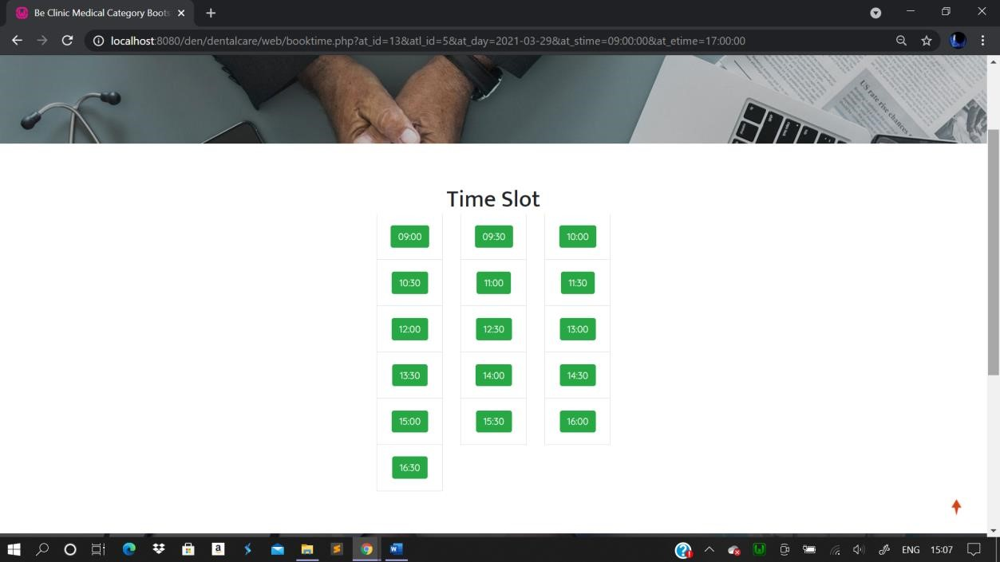 Be Clinic Medical Category Boots
localhost:8080/den/dentalcare/web/booktime.php?at_id=13&atl_id=5&at_day=2021-03-29&at_stime=09:00:00&at_etime=17:00:00
US rate rise chances
Time Slot
09:00 09:30 10:00
10:30 11:00 11:30
12:00 12:30 13:00
13:30 14:00 14:30
15:00 15:30 16:00
16:30
ENG 15:07